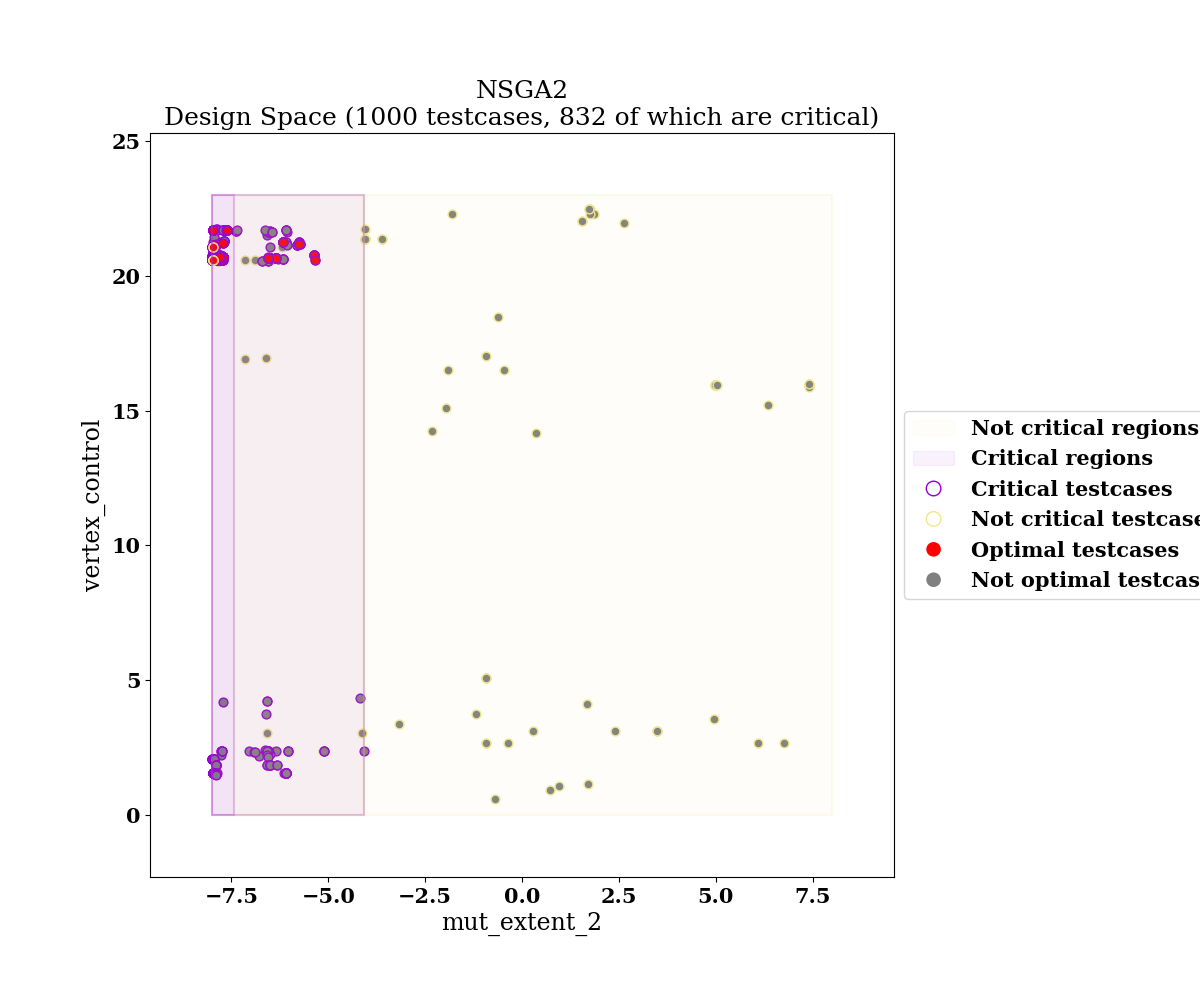 NSGA2
Design Space (1000 testcases, 832 of which are critical)
25
20
15
10
5
0
vertex_control
−7.5
−5.0
−2.5
0.0
2.5
5.0
7.5
mut_extent_2
Not critical regions
Critical regions
Critical testcases
Not critical testcase
Optimal testcases
Not optimal testcas